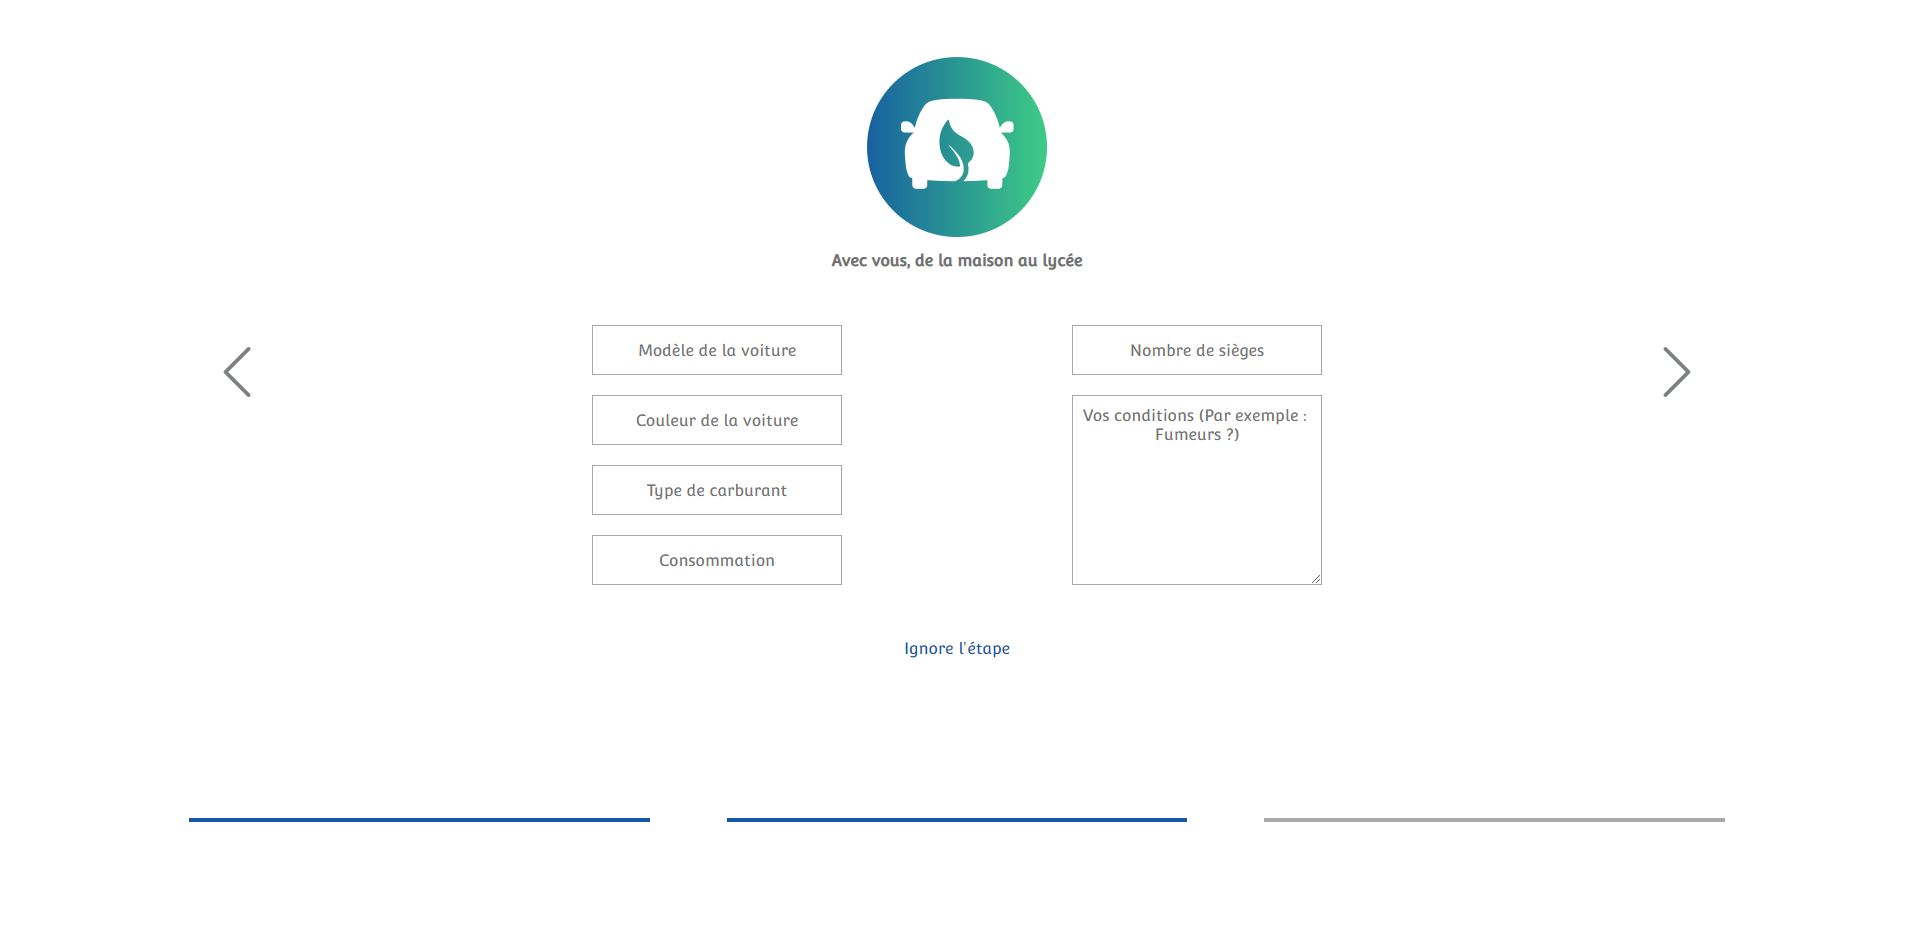 Avec vous, de la maison au lycée
Modèle de la voiture
Couleur de la voiture
Type de carburant
Consommation
Nombre de sièges
Vos conditions (Par exemple :
Fumeurs ?)
Ignore l'étape